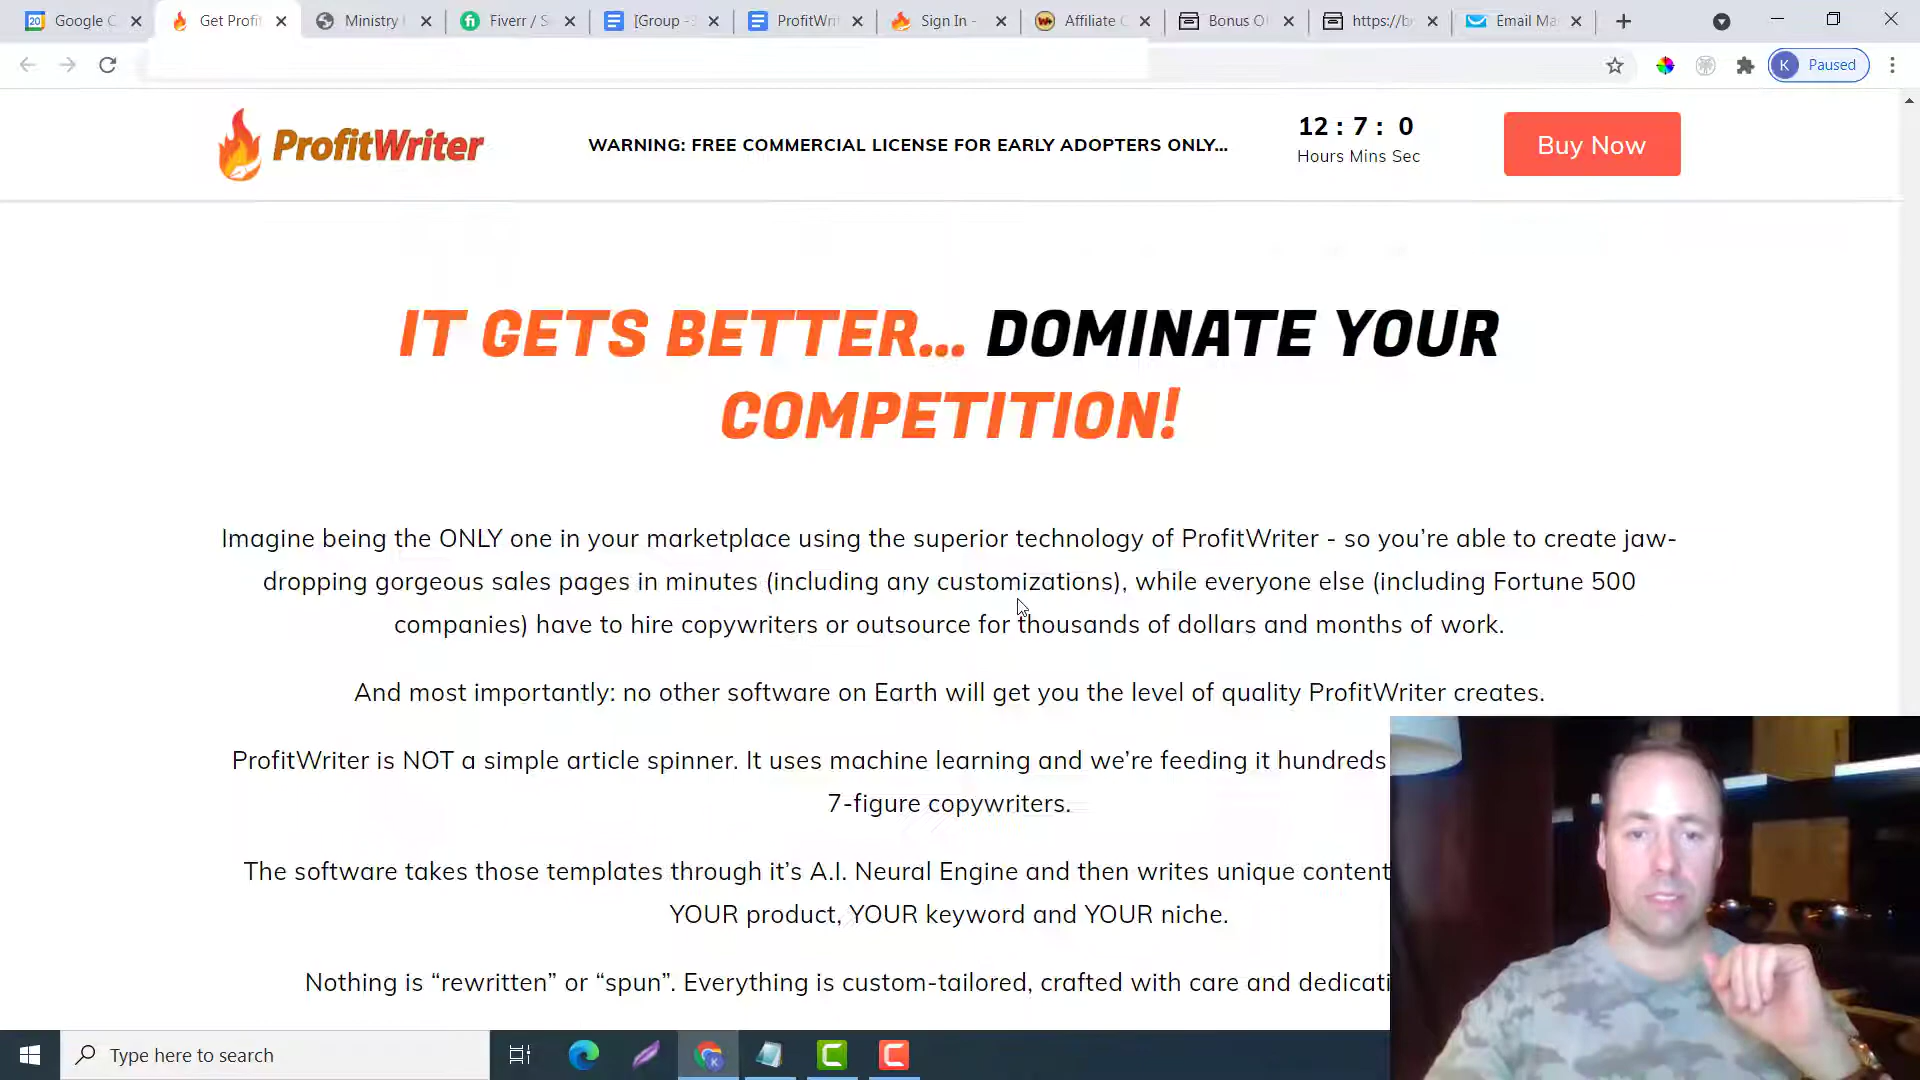 Google C
Get Profi
Ministry
Fiverr / S
[Group -
ProfitWri
Sign In -
Affiliate C
Bonus O
https://b
Email Ma
K
Paused
ProfitWriter
WARNING: FREE COMMERCIAL LICENSE FOR EARLY ADOPTERS ONLY...
12 : 7 : 0
Hours Mins Sec
Buy Now
IT GETS BETTER... DOMINATE YOUR
COMPETITION!
Imagine being the ONLY one in your marketplace using the superior technology of ProfitWriter - so you’re able to create jaw-
dropping gorgeous sales pages in minutes (including any customizations), while everyone else (including Fortune 500
companies) have to hire copywriters or outsource for thousands of dollars and months of work.
And most importantly: no other software on Earth will get you the level of quality ProfitWriter creates.
ProfitWriter is NOT a simple article spinner. It uses machine learning and we’re feeding it hundreds
7-figure copywriters.
The software takes those templates through it’s A.I. Neural Engine and then writes unique content
YOUR product, YOUR keyword and YOUR niche.
Nothing is “rewritten” or “spun”. Everything is custom-tailored, crafted with care and dedicati
Type here to search